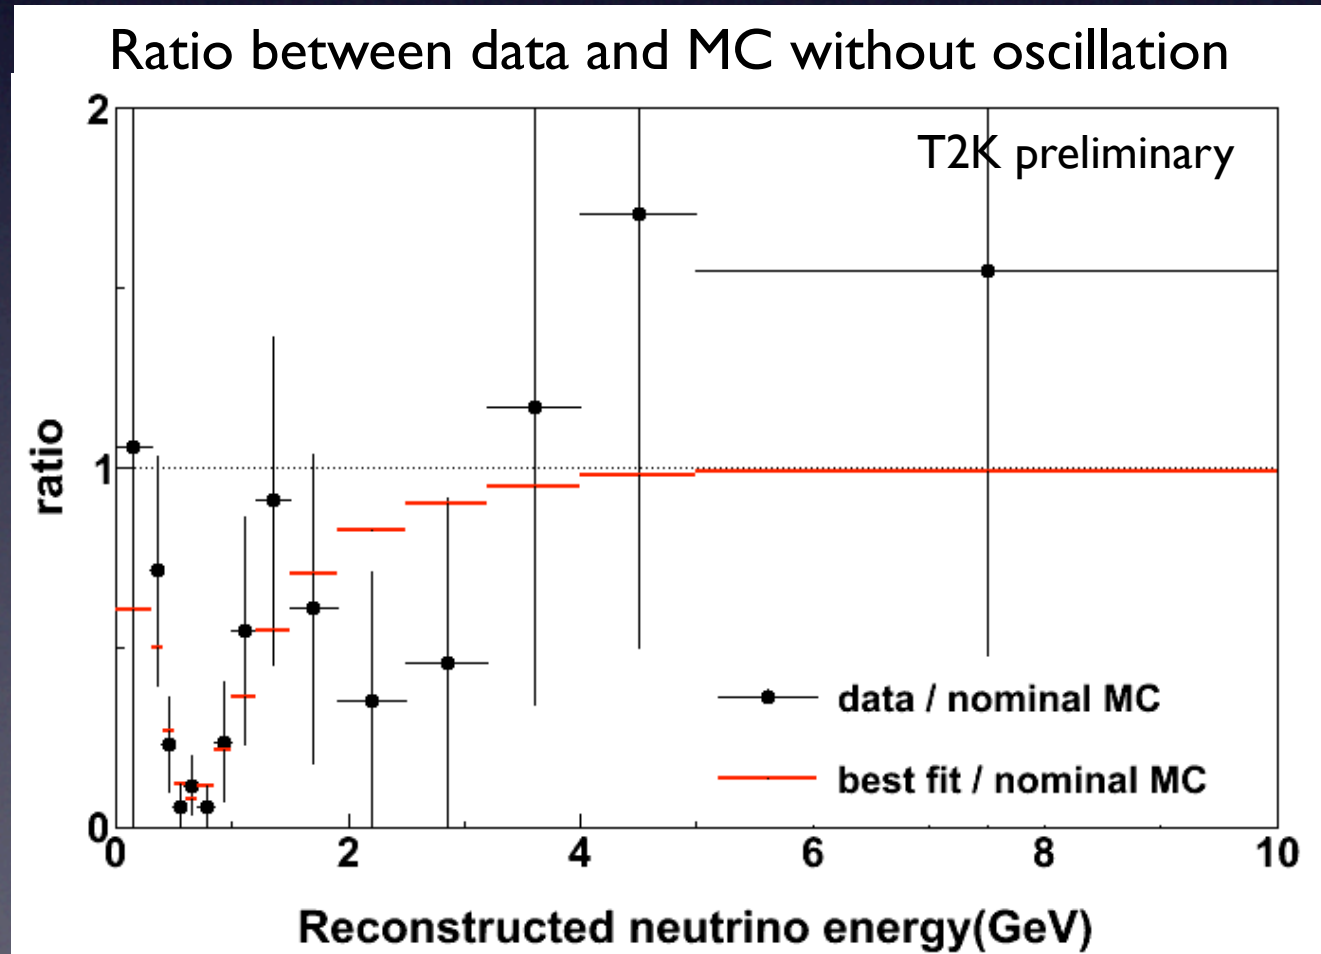 Ratio between data and MC without oscillation
2
T2K preliminary
ratio
1
data / nominal MC
best fit / nominal MC
0
0 2 4 6 8 10
Reconstructed neutrino energy(GeV)